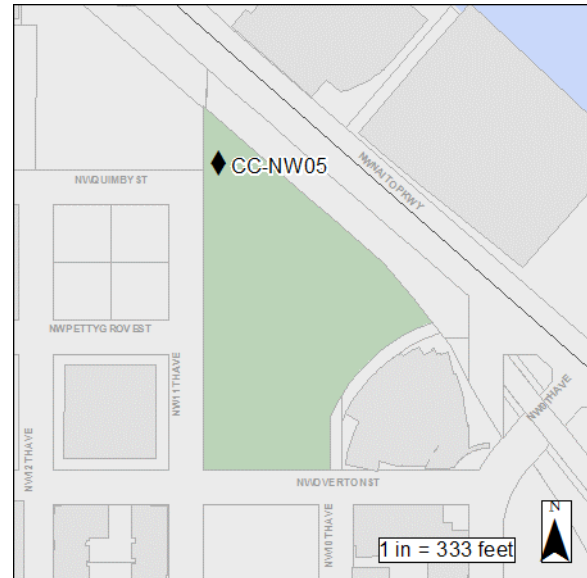 CC-NW05
NW QUIMBY ST
NW NAITO PKWY
NW PETTYGROVE ST
NW 11TH AVE
NW 9TH AVE
NW 12TH AVE
NW OVERTON ST
NW 10TH AVE
N
1 in = 333 feet